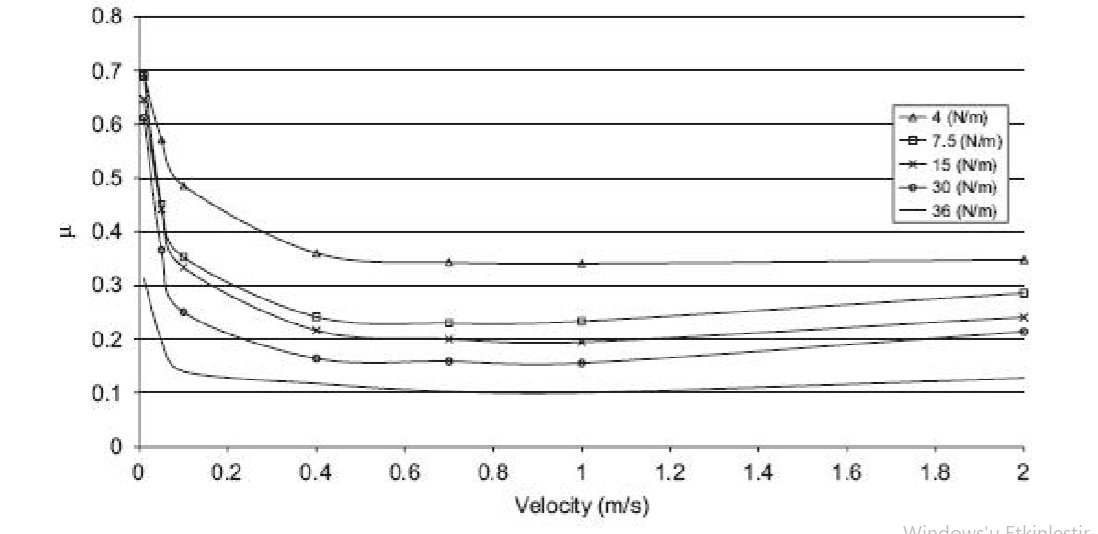 0.8
0.7
0.6
0.5
0.4
0.3
0.2
0.1
0
μ
4 (N/m)
7.5 (N/m)
15 (N/m)
30 (N/m)
36 (N/m)
0 0.2 0.4 0.6 0.8 1 1.2 1.4 1.6 1.8 2
Velocity (m/s)
Windows'u Etkinleştir